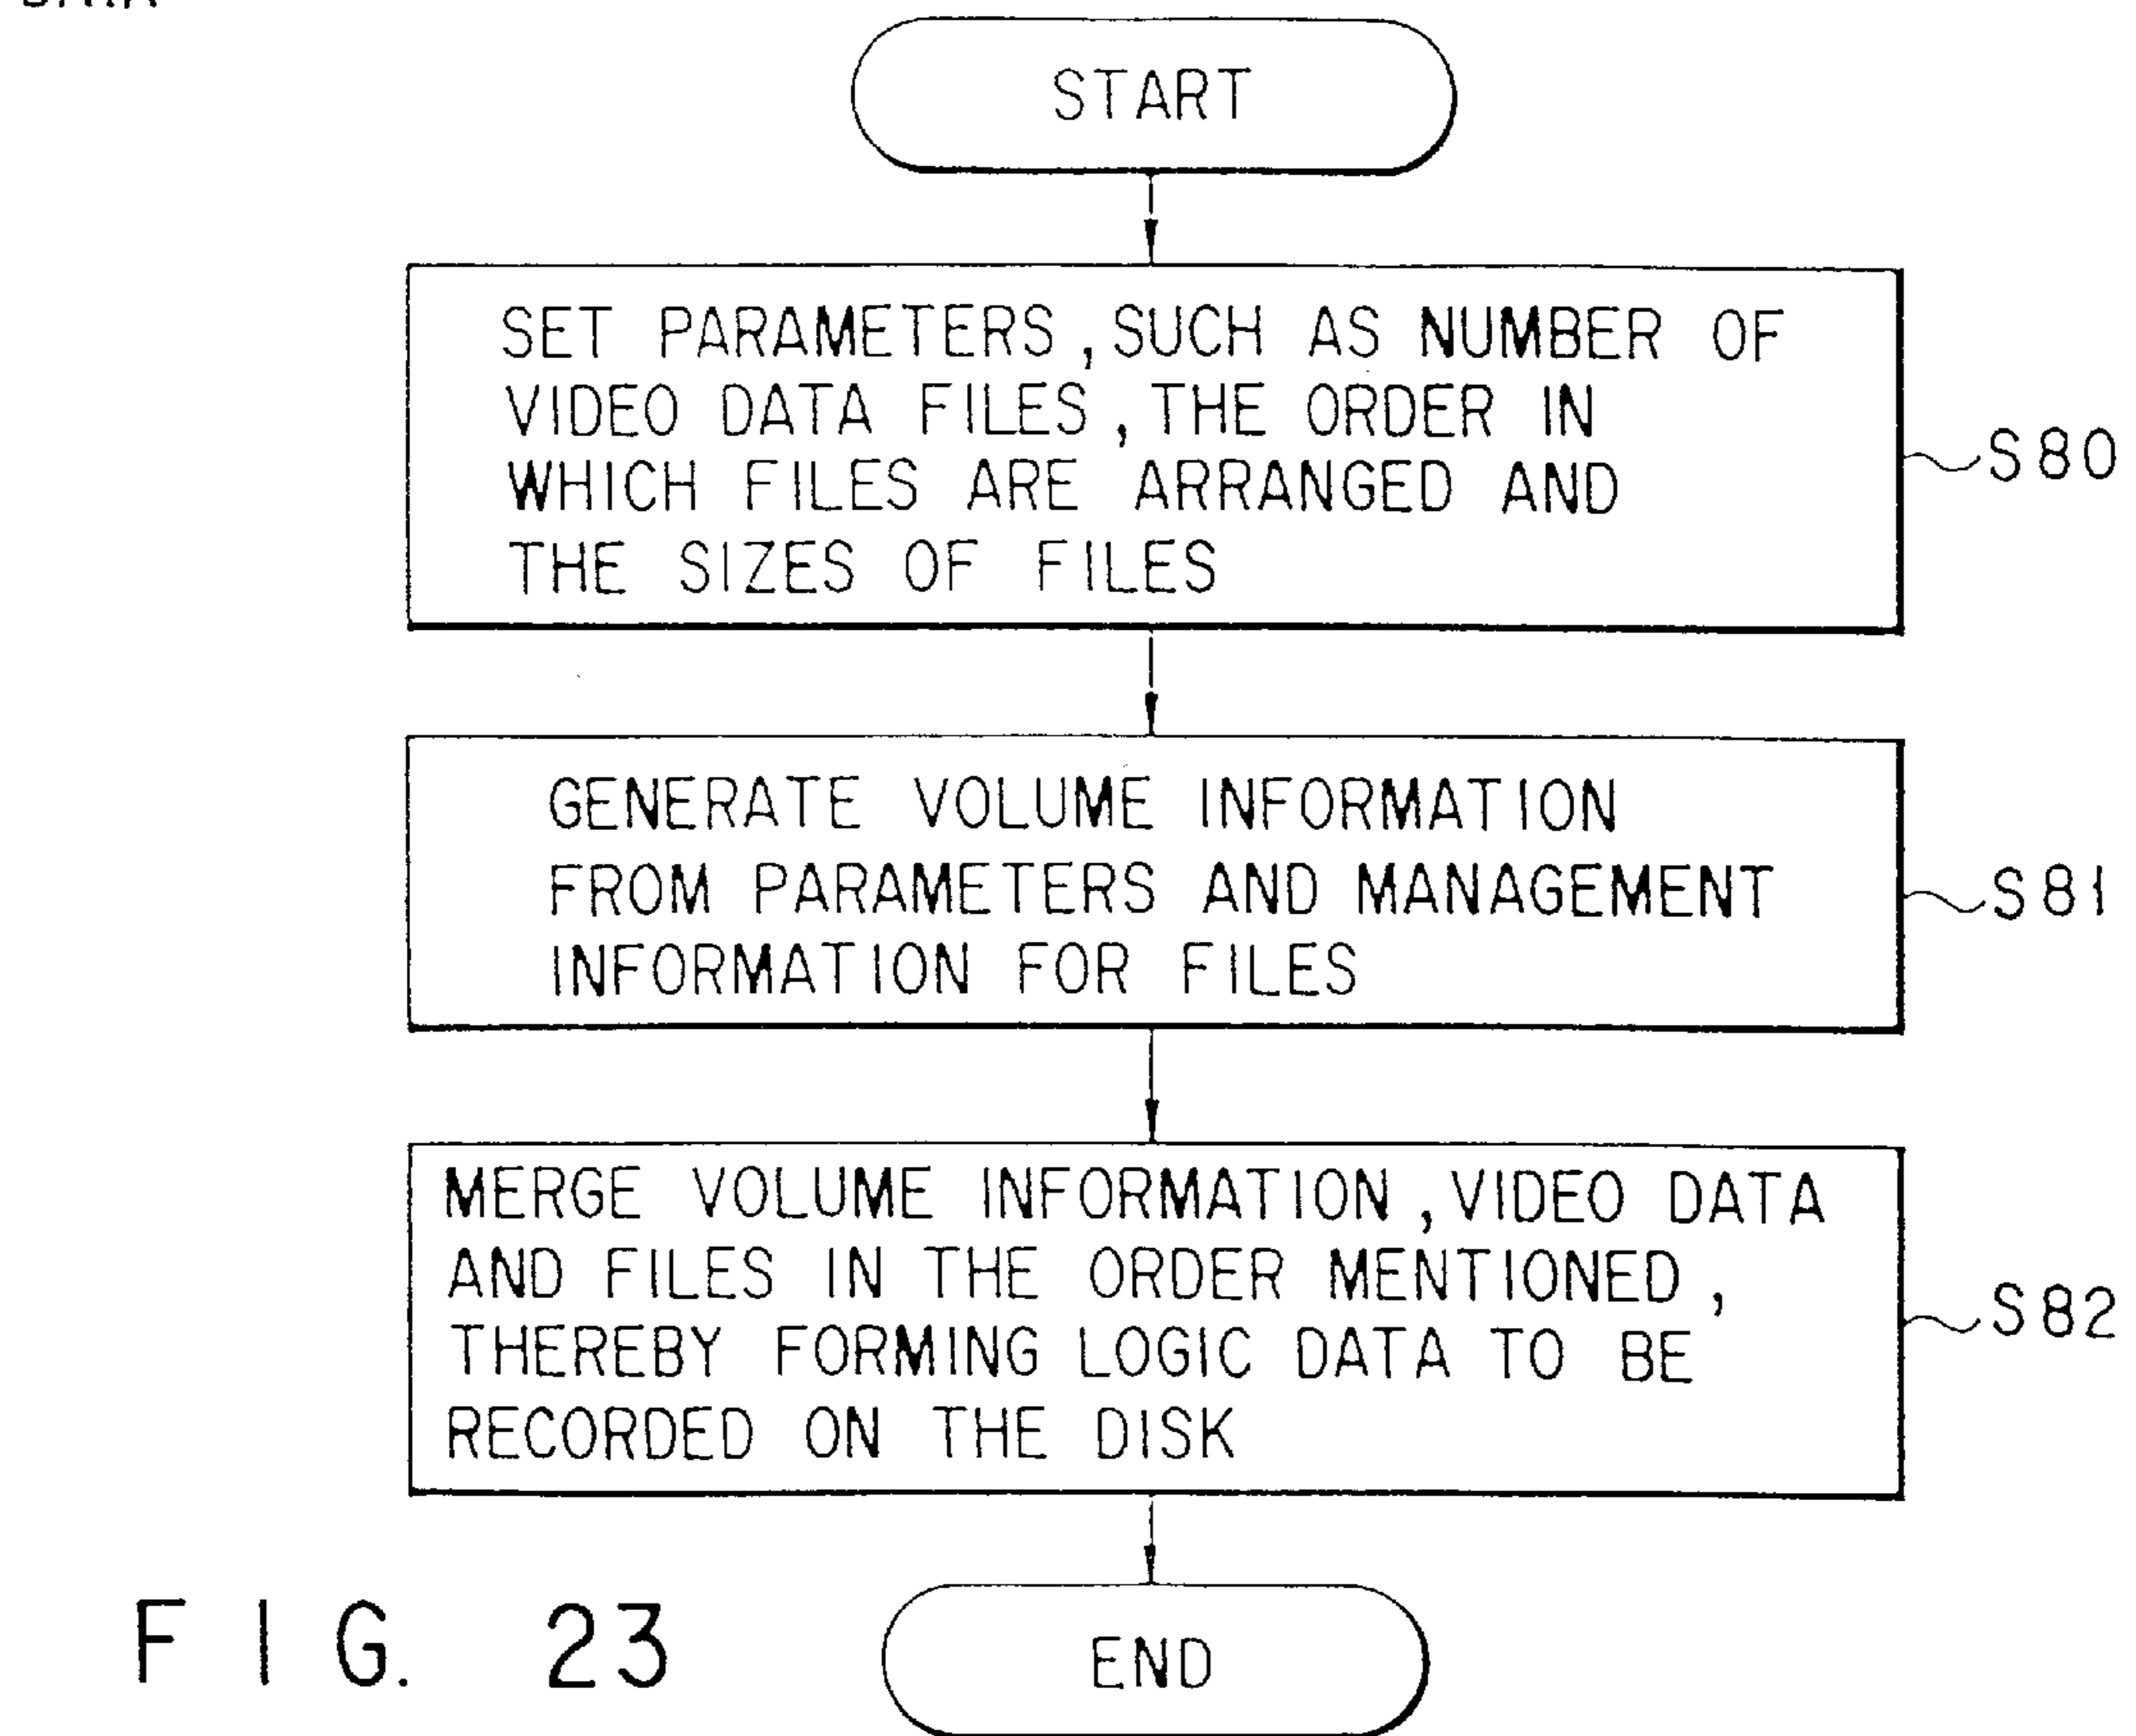 START
SET PARAMETERS, SUCH AS NUMBER OF
VIDEO DATA FILES, THE ORDER IN
WHICH FILES ARE ARRANGED AND
THE SIZES OF FILES
S80
GENERATE VOLUME INFORMATION
FROM PARAMETERS AND MANAGEMENT
INFORMATION FOR FILES
S81
MERGE VOLUME INFORMATION, VIDEO DATA
AND FILES IN THE ORDER MENTIONED,
THEREBY FORMING LOGIC DATA TO BE
RECORDED ON THE DISK
S82
END
FIG. 23